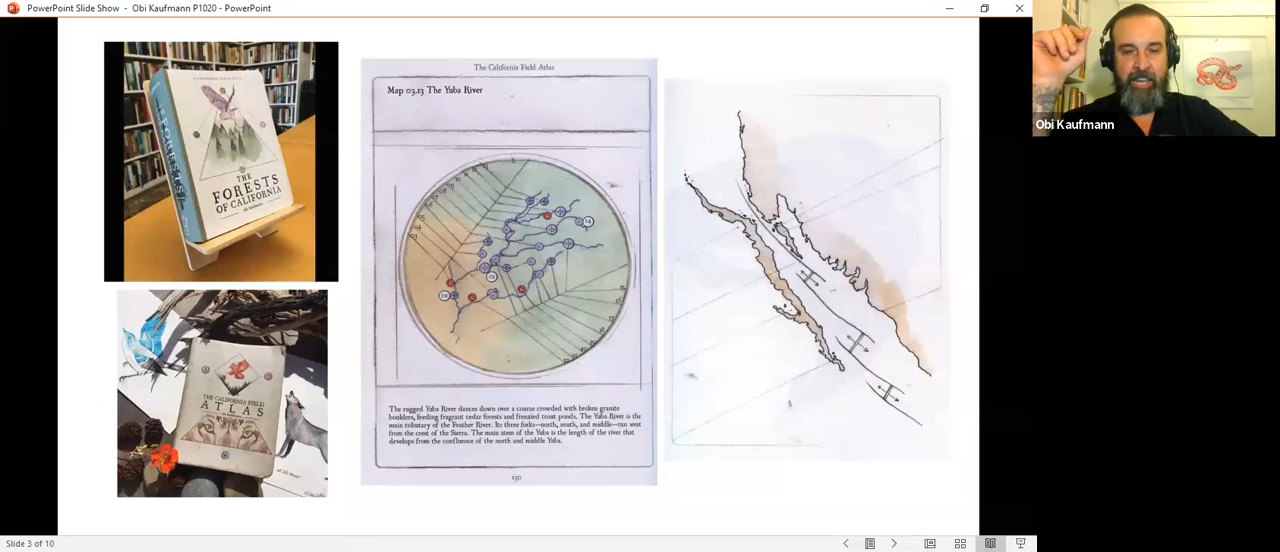 PowerPoint Slide Show - Obi Kaufmann P1020 - PowerPoint
Obi Kaufmann
THE FORESTS
THE
FORESTS
OF CALIFORNIA
THE CALIFORNIA FIELD
ATLAS
The California Field Atlas
Map 03.13 The Yuba River
The rugged Yuba River dances down over a coarse crowded with broken granite
boulders, feeding fragrant cedar forests and frenzied trout ponds. The Yuba River is the
main tributary of the Feather River. Its three forks—north, south, and middle—run west
from the crest of the Sierra. The main stem of the Yuba is the length of the river that
develops from the confluence of the north and middle Yuba.
130
Slide 3 of 10